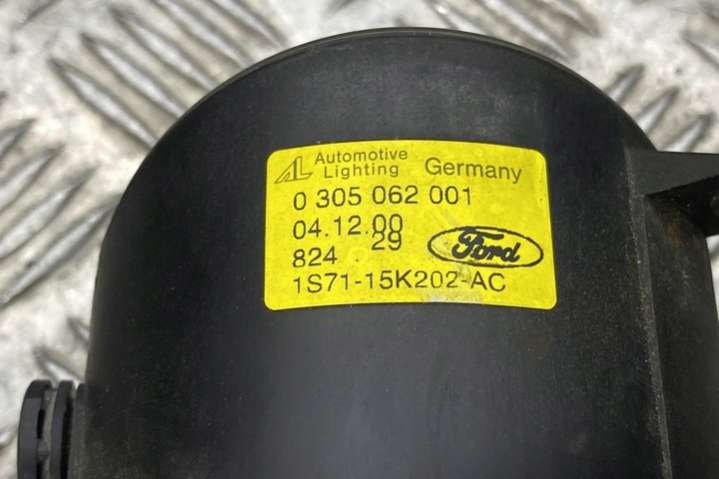 AL Automotive Lighting Germany
0 305 062 001
04.12.00
824 29
Ford
1S71-15K202-AC